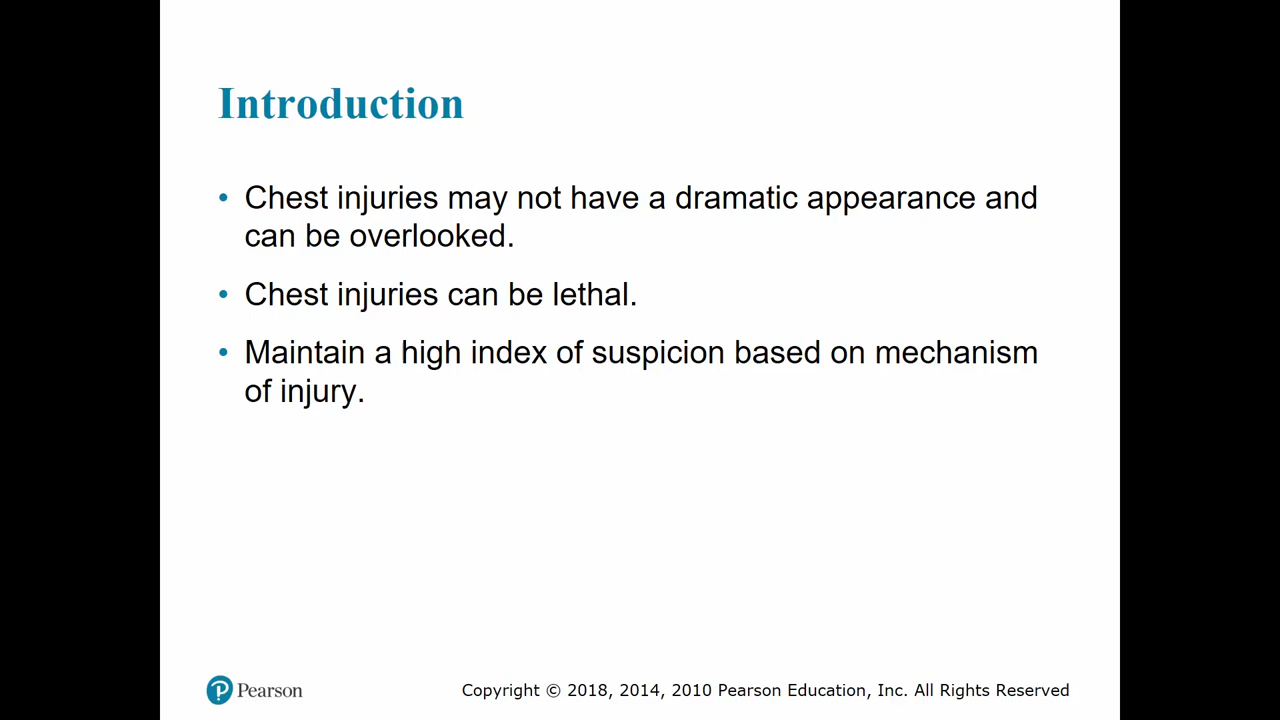 Introduction
• Chest injuries may not have a dramatic appearance and
can be overlooked.
• Chest injuries can be lethal.
• Maintain a high index of suspicion based on mechanism
of injury.
Pearson
Copyright © 2018, 2014, 2010 Pearson Education, Inc. All Rights Reserved